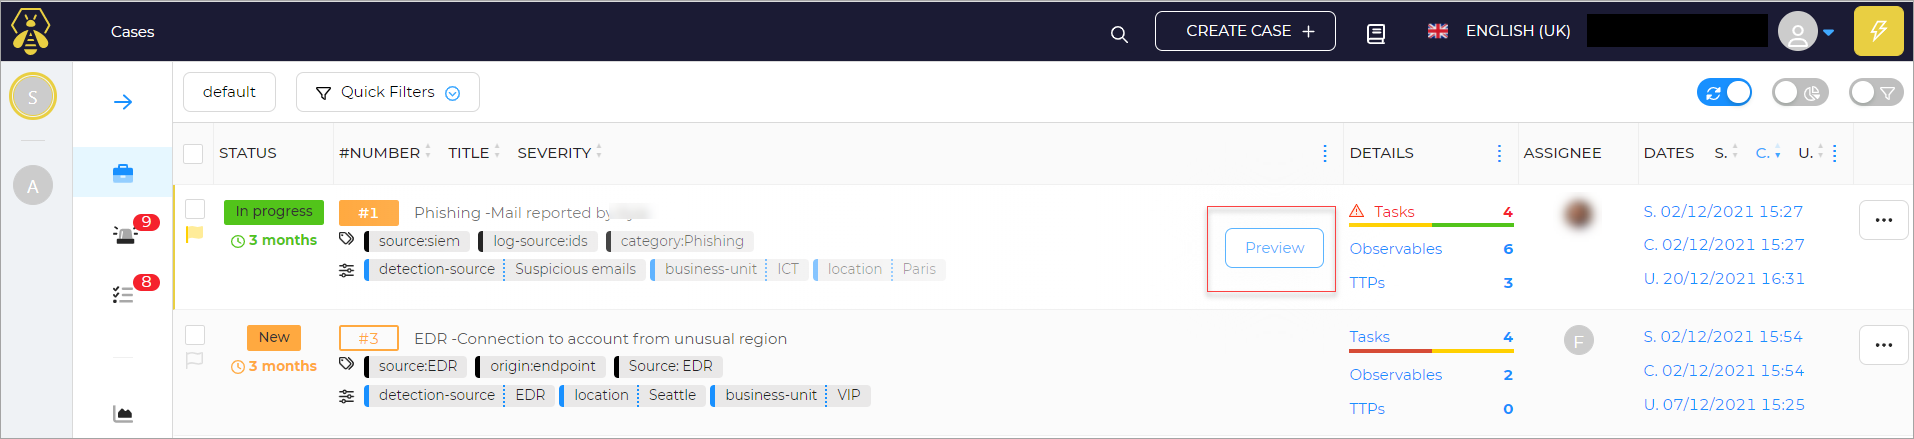 Cases
CREATE CASE +
ENGLISH (UK)
S
A
9
8
default
Quick Filters
STATUS
#NUMBER TITLE SEVERITY
DETAILS
ASSIGNEE
DATES S. C. U.
In progress
3 months
#1
Phishing -Mail reported by
source:siem log-source:ids category:Phishing
detection-source Suspicious emails business-unit ICT location Paris
Preview
Tasks 4
Observables 6
TTPs 3
S. 02/12/2021 15:27
C. 02/12/2021 15:27
U. 20/12/2021 16:31
New
3 months
#3
EDR -Connection to account from unusual region
source:EDR origin:endpoint Source: EDR
detection-source EDR location Seattle business-unit VIP
Tasks 4
Observables 2
TTPs 0
F
S. 02/12/2021 15:54
C. 02/12/2021 15:54
U. 07/12/2021 15:25